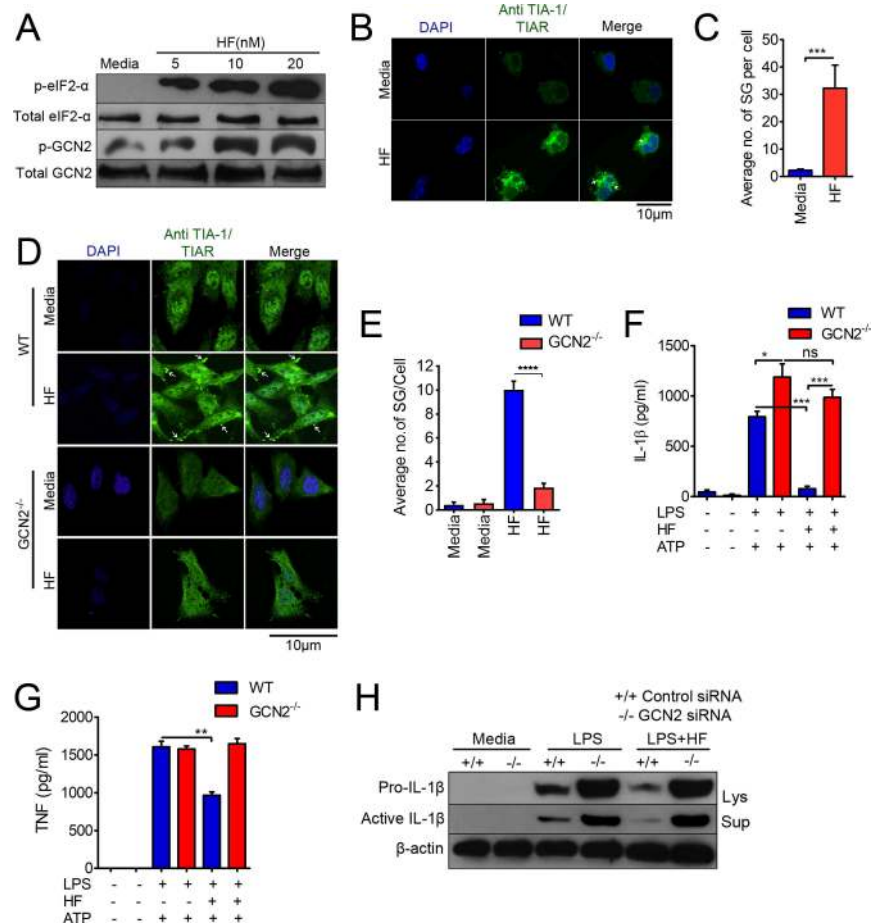 A
HF(nM)
Media 5 10 20
p-eIF2-α
Total eIF2-α
p-GCN2
Total GCN2
B
DAPI
Anti TIA-1/
TIAR
Merge
Media
HF
10µm
C
Average no. of SG per cell
50
40
30
20
10
0
***
Media
HF
D
DAPI
Anti TIA-1/
TIAR
Merge
WT
Media
HF
GCN2-/-
Media
HF
10µm
E
WT
GCN2-/-
Average no.of SG/Cell
12
10
8
6
4
2
0
****
Media
Media
HF
HF
F
WT
GCN2-/-
IL-1β (pg/ml)
1500
1000
500
0
* ns
*** ***
LPS - - + + + +
HF - - - - + +
ATP - - + + + +
G
WT
GCN2-/-
TNF (pg/ml)
2000
1500
1000
500
0
**
LPS - - + + + +
HF - - - - + +
ATP - - + + + +
H
+/+ Control siRNA
-/- GCN2 siRNA
Media LPS LPS+HF
+/+ -/- +/+ -/- +/+ -/-
Pro-IL-1β
Lys
Active IL-1β
Sup
β-actin